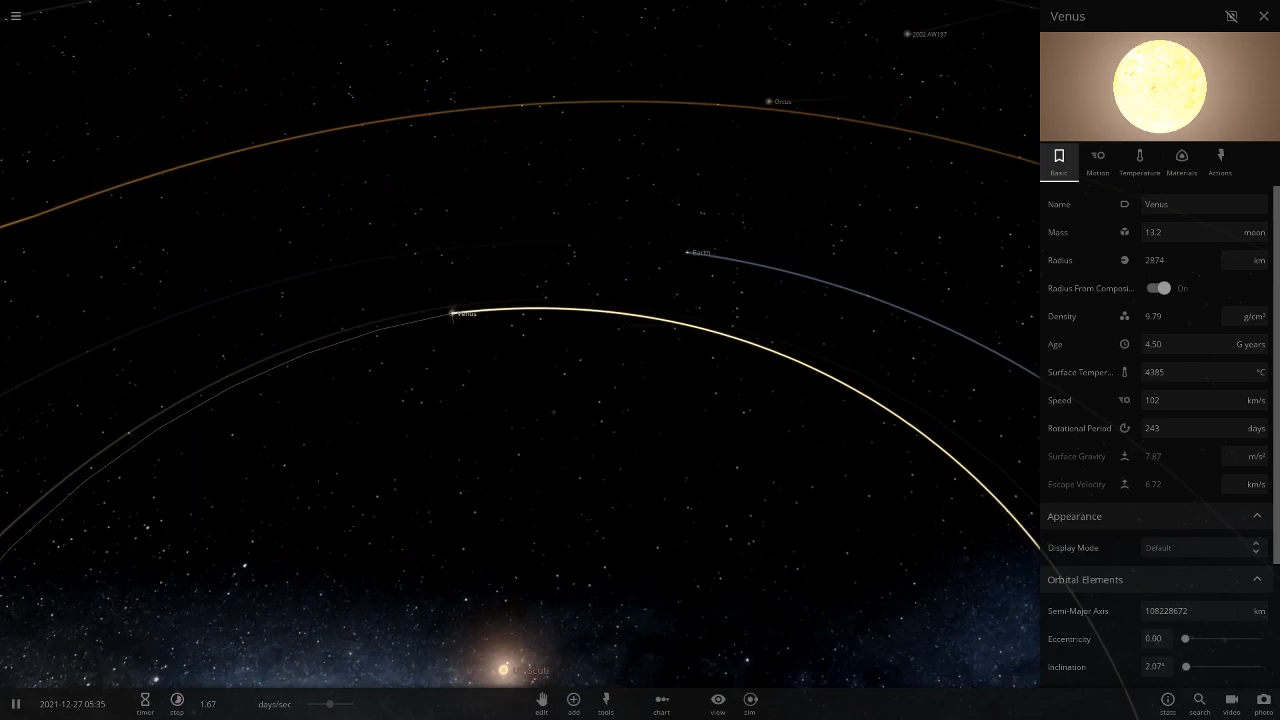 Venus
2002 AW197
Orcus
Earth
Venus
Scuti
Basic
Motion
Temperature
Materials
Actions
Name Venus
Mass 13.2 moon
Radius 2874 km
Radius From Composi... On
Density 9.79 g/cm³
Age 4.50 G years
Surface Temper... 4385 °C
Speed 102 km/s
Rotational Period 243 days
Surface Gravity 7.87 m/s²
Escape Velocity 6.72 km/s
Appearance
Display Mode Default
Orbital Elements
Semi-Major Axis 108228672 km
Eccentricity 0.00
Inclination 2.07°
2021-12-27 05:35
timer
step
1.67 days/sec
edit
add
tools
chart
view
sim
stats
search
video
photo